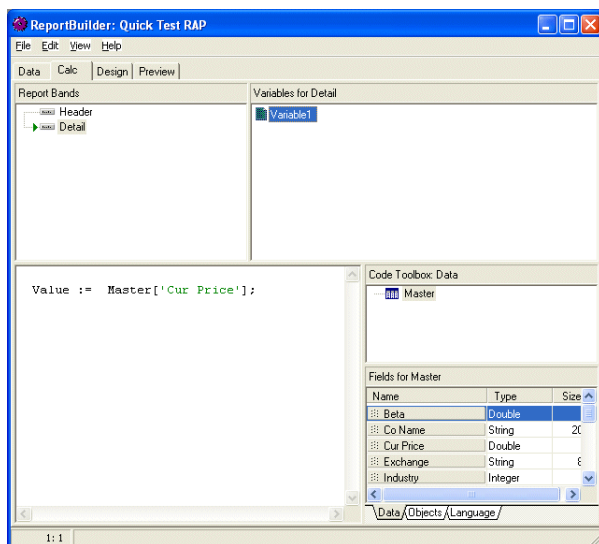 ReportBuilder: Quick Test RAP
File Edit View Help
Data Calc Design Preview
Report Bands
Header
Detail
Variables for Detail
Variable1
Value := Master['Cur Price'];
Code Toolbox: Data
Master
Fields for Master
Name Type Size
Beta Double
Co Name String 20
Cur Price Double
Exchange String
Industry Integer
Data Objects Language
1: 1